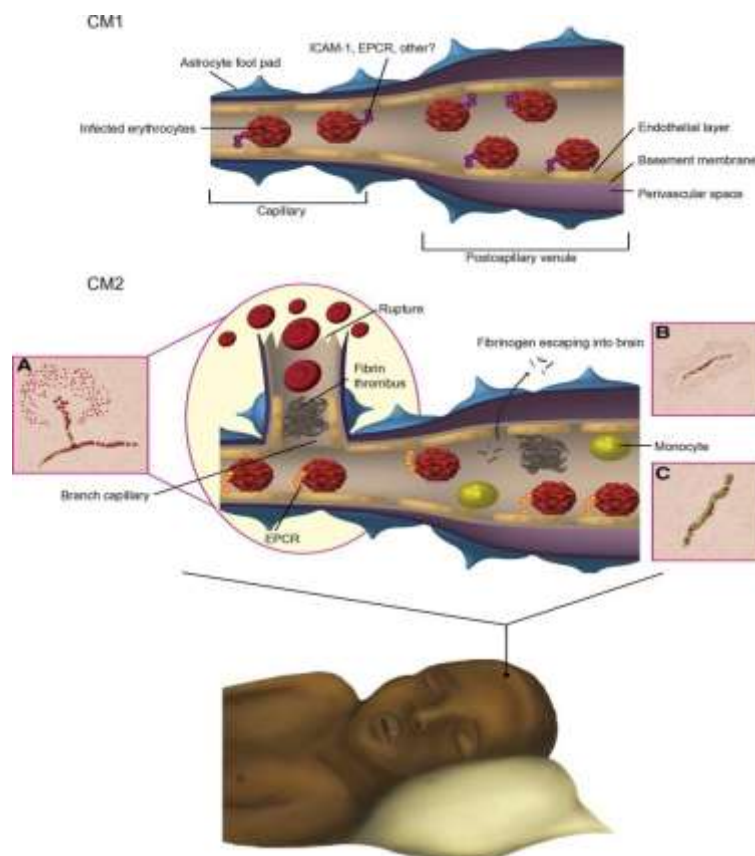 CM1
ICAM-1, EPCR, other?
Astrocyte foot pad
Infected erythrocytes
Endothelial layer
Basement membrane
Perivascular space
Capillary
Postcapillary venule
CM2
Rupture
Fibrinogen escaping into brain
A
B
Fibrin
thrombus
Monocyte
C
Branch capillary
EPCR